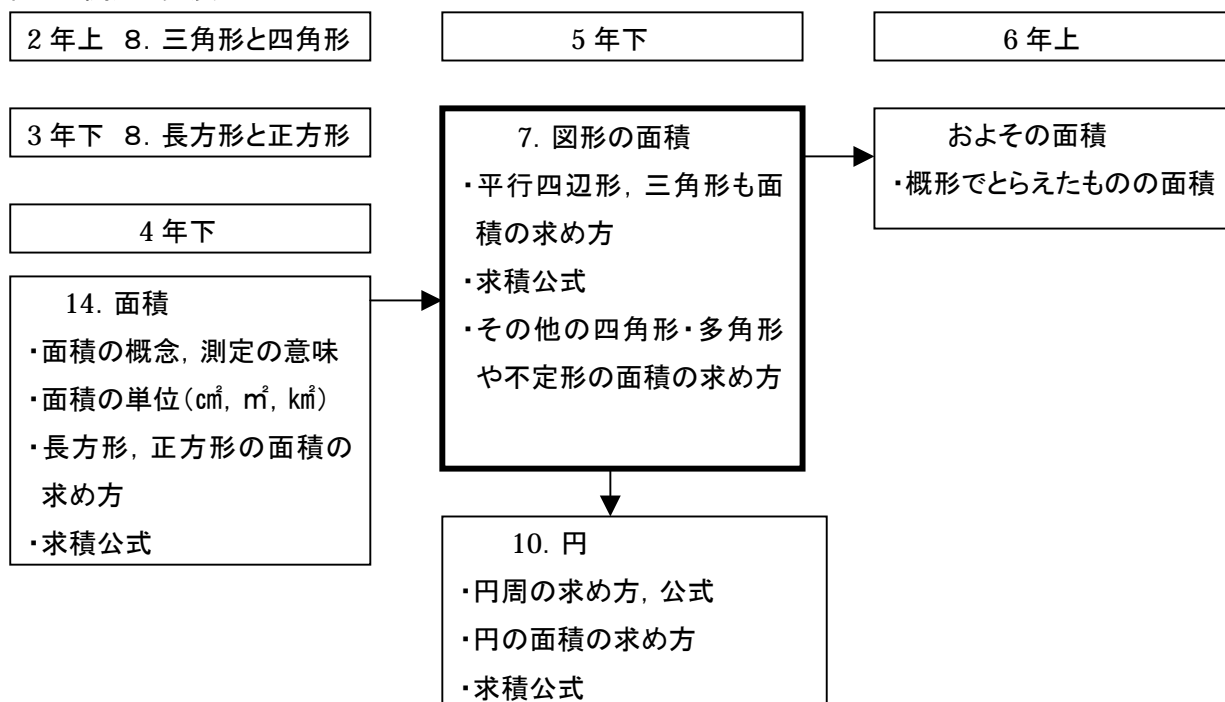 2年上 8．三角形と四角形
3年下 8．長方形と正方形
4年下
14．面積
・面積の概念，測定の意味
・面積の単位（㎠，㎡，㎢）
・長方形，正方形の面積の
求め方
・求積公式
5年下
7．図形の面積
・平行四辺形，三角形も面
積の求め方
・求積公式
・その他の四角形・多角形
や不定形の面積の求め方
10．円
・円周の求め方，公式
・円の面積の求め方
・求積公式
6年上
およその面積
・概形でとらえたものの面積